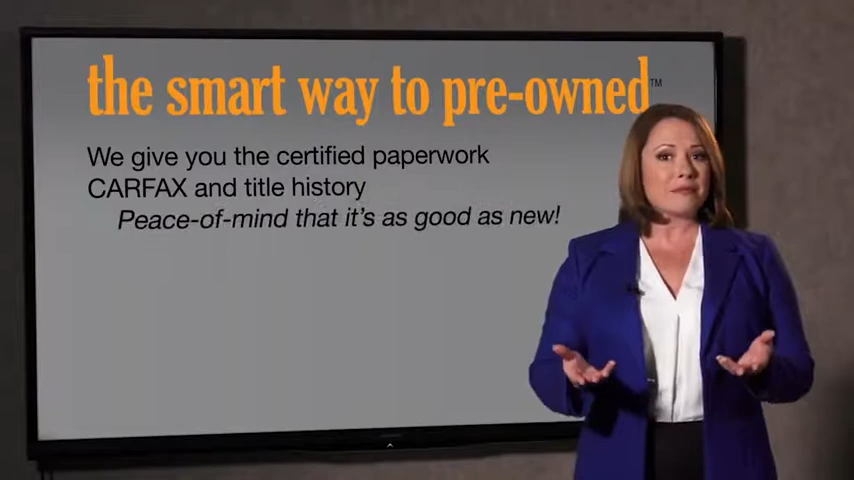 the smart way to pre-owned™
We give you the certified paperwork
CARFAX and title history
Peace-of-mind that it's as good as new!